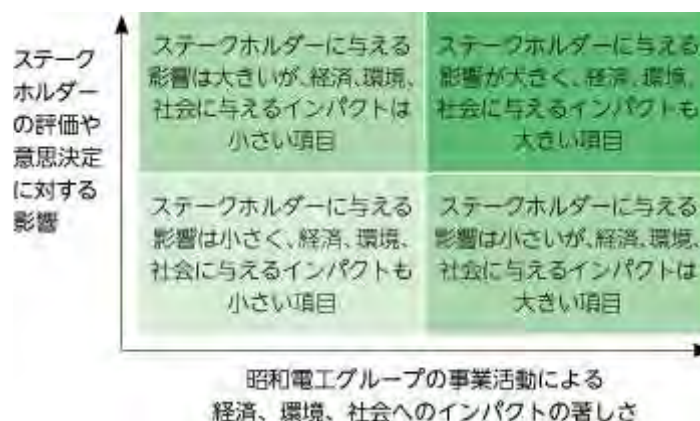 ステーク
ホルダー
の評価や
意思決定
に対する
影響
ステークホルダーに与える
影響は大きいが、経済、環境、
社会に与えるインパクトは
小さい項目
ステークホルダーに与える
影響が大きく、経済、環境、
社会に与えるインパクトも
大きい項目
ステークホルダーに与える
影響は小さく、経済、環境、
社会に与えるインパクトも
小さい項目
ステークホルダーに与える
影響は小さいが、経済、環境、
社会に与えるインパクトは
大きい項目
昭和電工グループの事業活動による
経済、環境、社会へのインパクトの著しさ